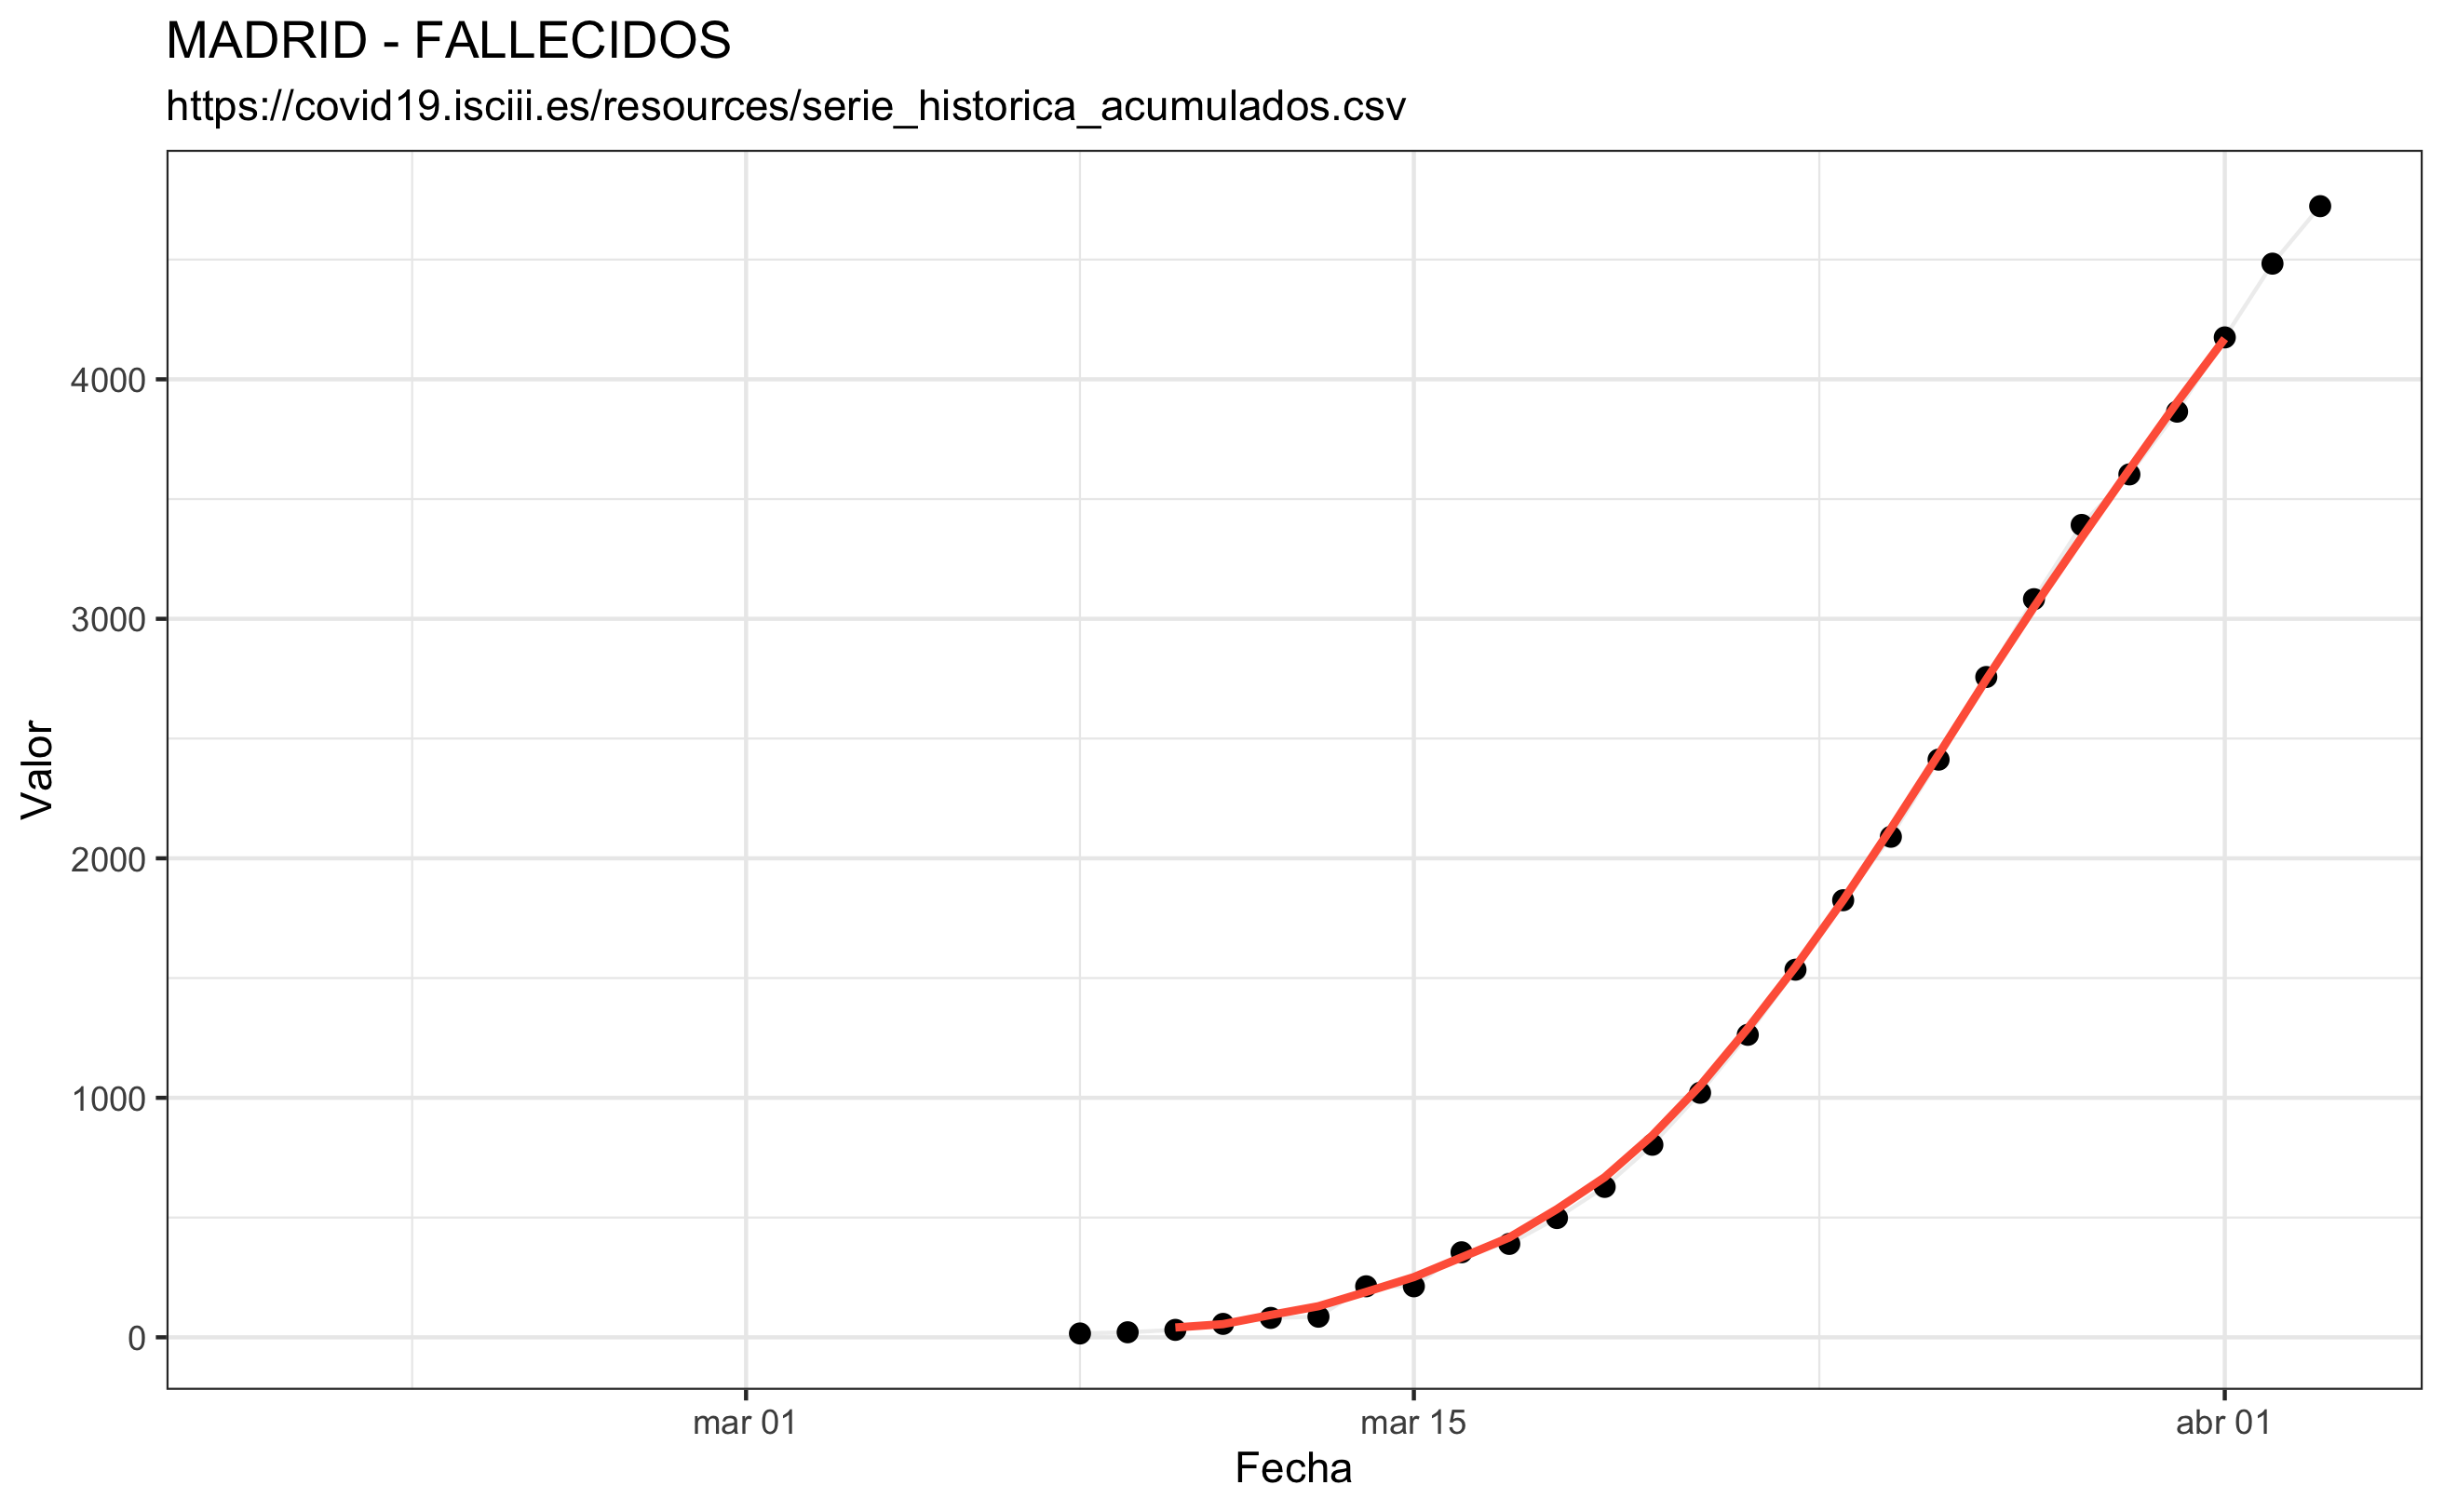 MADRID - FALLECIDOS
https://covid19.isciii.es/resources/serie_historica_acumulados.csv
Valor
4000
3000
2000
1000
0
mar 01
mar 15
abr 01
Fecha